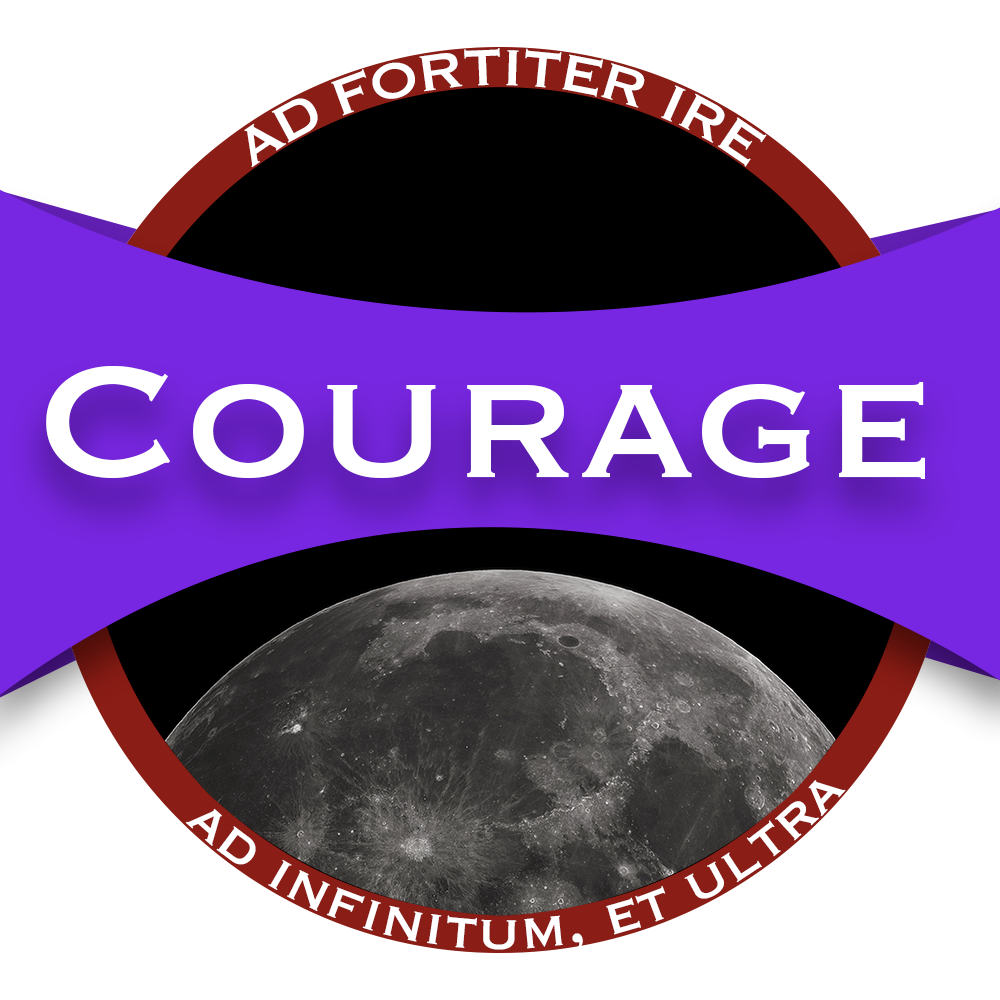 AD FORTITER IRE
COURAGE
AD INFINITUM, ET ULTRA